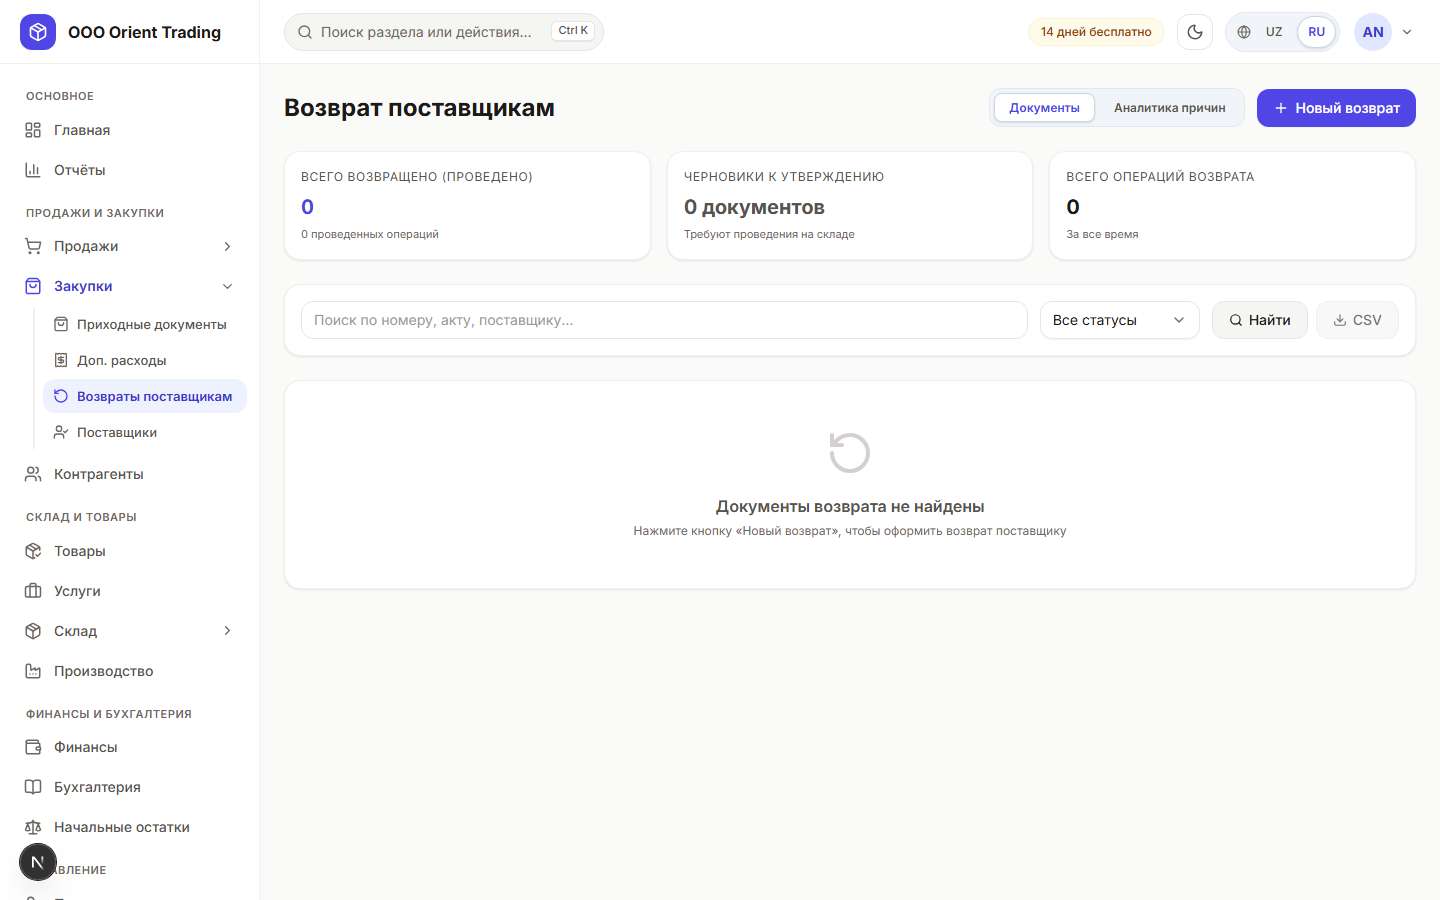 ООО Orient Trading
Поиск раздела или действия... Ctrl K
14 дней бесплатно
UZ RU
AN
ОСНОВНОЕ
Главная
Отчёты
ПРОДАЖИ И ЗАКУПКИ
Продажи
Закупки
Приходные документы
Доп. расходы
Возвраты поставщикам
Поставщики
Контрагенты
СКЛАД И ТОВАРЫ
Товары
Услуги
Склад
Производство
ФИНАНСЫ И БУХГАЛТЕРИЯ
Финансы
Бухгалтерия
Начальные остатки
N
Возврат поставщикам
Документы Аналитика причин
Новый возврат
ВСЕГО ВОЗВРАЩЕНО (ПРОВЕДЕНО)
0
0 проведенных операций
ЧЕРНОВИКИ К УТВЕРЖДЕНИЮ
0 документов
Требуют проведения на складе
ВСЕГО ОПЕРАЦИЙ ВОЗВРАТА
0
За все время
Поиск по номеру, акту, поставщику...
Все статусы
Найти
CSV
Документы возврата не найдены
Нажмите кнопку «Новый возврат», чтобы оформить возврат поставщику